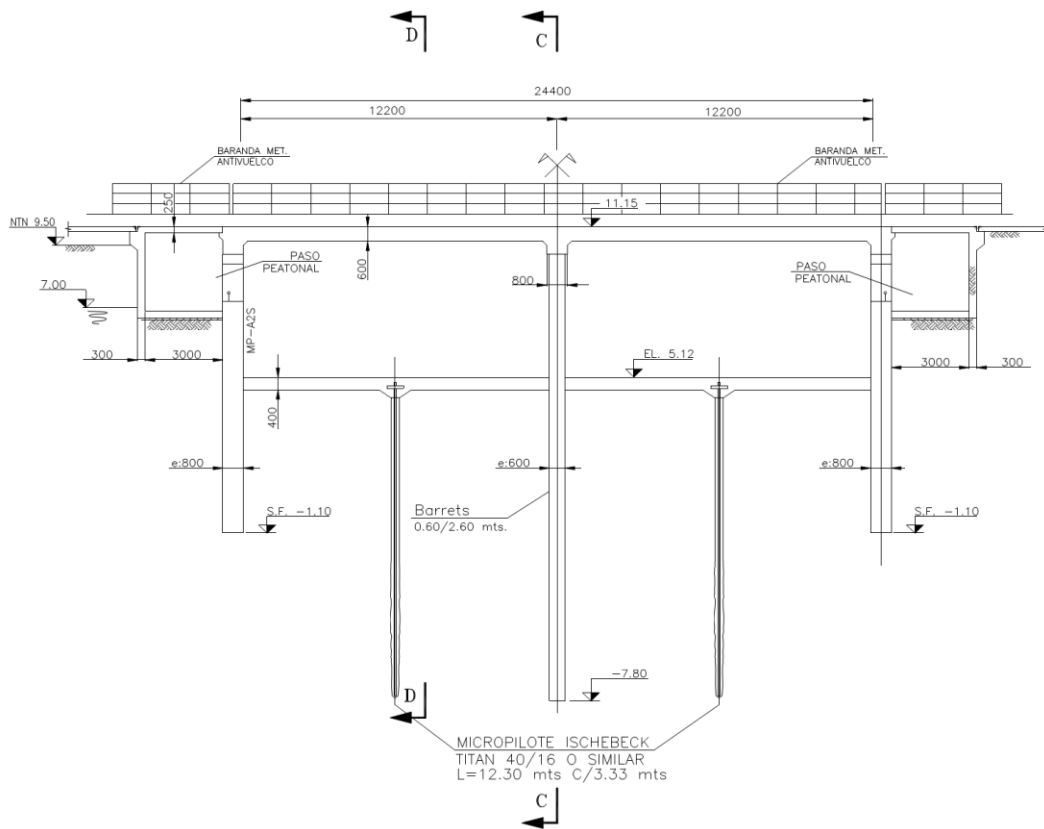 D
C
24400
12200
12200
BARANDA MET.
ANTIVUELCO
BARANDA MET.
ANTIVUELCO
250
11.15
NTN 9.50
600
PASO
PEATONAL
PASO
PEATONAL
800
7.00
MP-A2S
300
3000
EL. 5.12
3000
300
400
e:800
e:600
e:800
Barrets
0.60/2.60 mts.
S.F. -1.10
S.F. -1.10
-7.80
D
MICROPILOTE ISCHEBECK
TITAN 40/16 O SIMILAR
L=12.30 mts C/3.33 mts
C